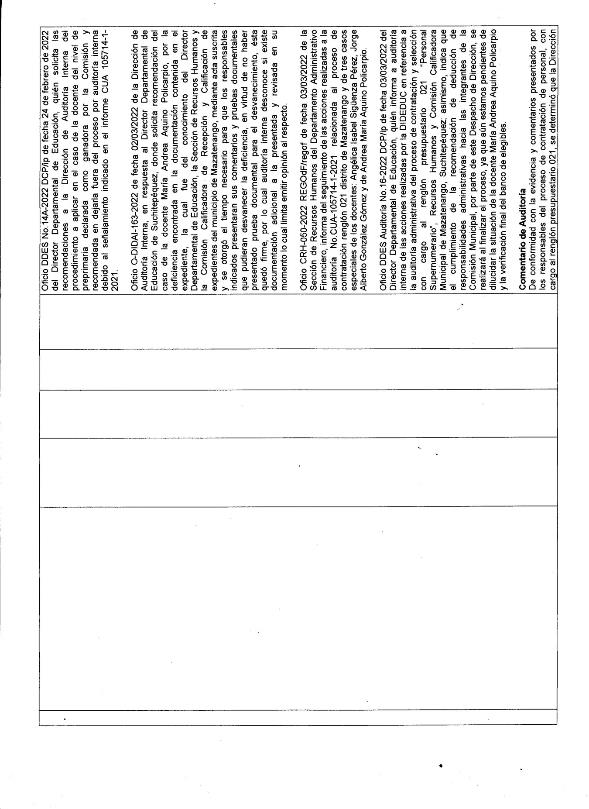 Oficio DDES No.14A-2022 DCP/lp de fecha 24 de febrero de 2022
del Director Departamental de Educación, quién solicita las
recomendaciones a la Dirección de Auditoría Interna del
procedimiento a aplicar en el caso de la docente del nivel de
preprimaria declarada como ganadora por la Comisión y
recomendada en dejarla fuera del proceso por auditoría interna
debido al señalamiento indicado en el informe CUA 105714-1-
2021.
Oficio C-DIDAI-163-2022 de fecha 02/03/2022 de la Dirección de
Auditoría Interna, en respuesta al Director Departamental de
Educación de Suchitepéquez, donde solicita recomendación del
caso de la docente María Andrea Aquino Policarpio, por la
deficiencia encontrada en la documentación contenida en el
expediente, lo cual fue del conocimiento del Director
Departamental de Educación, la Sección de Recursos Humanos y
la Comisión Calificadora de Recepción y Calificación de
expedientes del municipio de Mazatenango, mediante acta suscrita
y se otorgó el tiempo necesario para que los responsables
indicados presentaran sus comentarios y pruebas documentales
que pudieran desvanecer la deficiencia, en virtud de no haber
presentado prueba documental para el desvanecimiento, ésta
quedó firme, por lo cual auditoría interna desconoce si existe
documentación adicional a la presentada y revisada en su
momento lo cual limita emitir opinión al respecto.
Oficio CRH-050-2022 REGOdF/regof de fecha 03/03/2022 de la
Sección de Recursos Humanos del Departamento Administrativo
Financiero, informa del seguimiento de las acciones realizadas a la
auditoría No.CUA-105714-1-2021 relacionada al proceso de
contratación renglón 021 distrito de Mazatenango y de tres casos
especiales de los docentes: Angélica Isabel Sigüenza Pérez, Jorge
Alberto González Gómez y de Andrea María Aquino Policarpio.
Oficio DDES Auditoría No.16-2022 DCP/lp de fecha 03/03/2022 del
Director Departamental de Educación, quién informa a auditoría
interna de las acciones realizadas por la DIDEDUC en referencia a
la auditoría administrativa del proceso de contratación y selección
con cargo al renglón presupuestario 021 "Personal
Supernumerario", Recursos Humanos y Comisión Calificadora
Municipal de Mazatenango, Suchitepéquez, asimismo, indica que
el cumplimiento de la recomendación de deducción de
responsabilidades administrativas hacia los integrantes de la
Comisión Municipal, por parte de este Despacho de Dirección, se
realizará al finalizar el proceso, ya que aún estamos pendientes de
dilucidar la situación de la docente María Andrea Aquino Policarpio
y la verificación final del banco de elegibles.
Comentario de Auditoría
De conformidad con la evidencia y comentarios presentados por
los responsables del proceso de contratación de personal, con
cargo al renglón presupuestario 021, se determinó que la Dirección